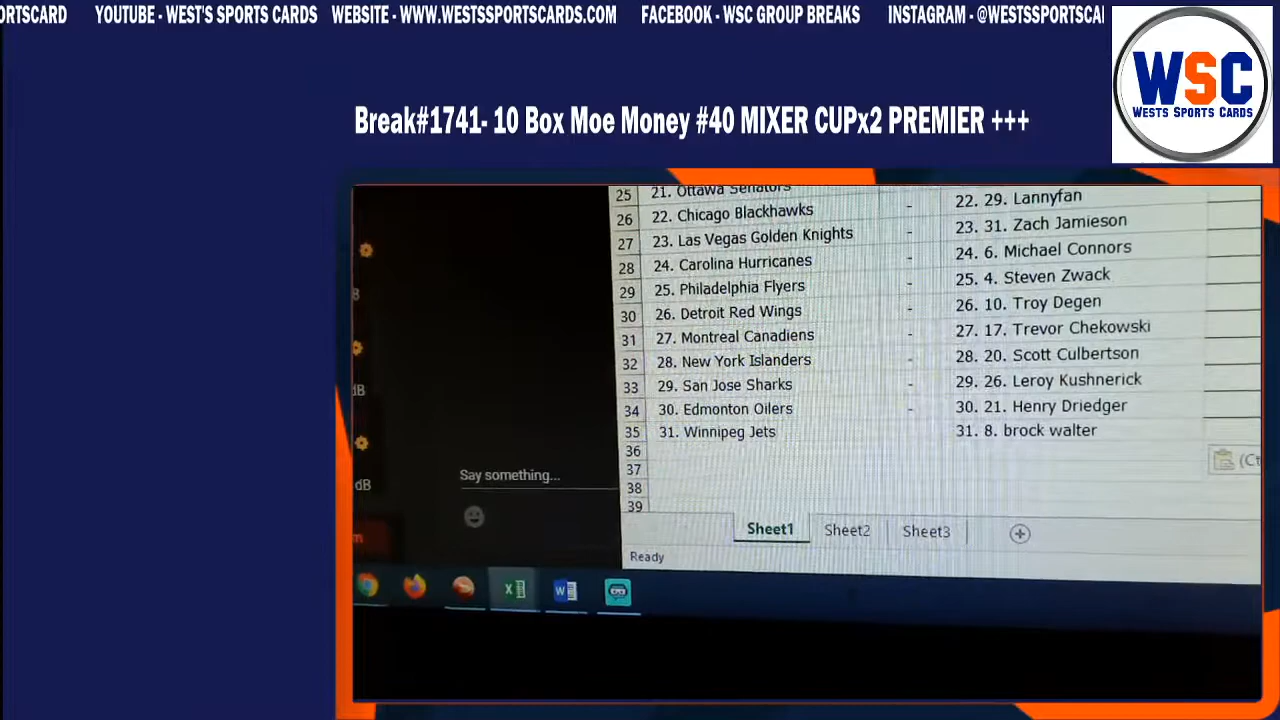 ORTSCARD YOUTUBE - WEST'S SPORTS CARDS WEBSITE - WWW.WESTSSPORTSCARDS.COM FACEBOOK - WSC GROUP BREAKS INSTAGRAM - @WESTSSPORTSCAI
WSC
WESTS SPORTS CARDS
Break#1741- 10 Box Moe Money #40 MIXER CUPx2 PREMIER +++
25 21. Ottawa Senators - 22. 29. Lannyfan
26 22. Chicago Blackhawks - 23. 31. Zach Jamieson
27 23. Las Vegas Golden Knights - 24. 6. Michael Connors
28 24. Carolina Hurricanes - 25. 4. Steven Zwack
29 25. Philadelphia Flyers - 26. 10. Troy Degen
30 26. Detroit Red Wings - 27. 17. Trevor Chekowski
31 27. Montreal Canadiens - 28. 20. Scott Culbertson
32 28. New York Islanders - 29. 26. Leroy Kushnerick
33 29. San Jose Sharks - 30. 21. Henry Driedger
34 30. Edmonton Oilers - 31. 8. brock walter
35 31. Winnipeg Jets
36
37
38
39
(Ct
dB
dB
Say something...
Sheet1 Sheet2 Sheet3
Ready